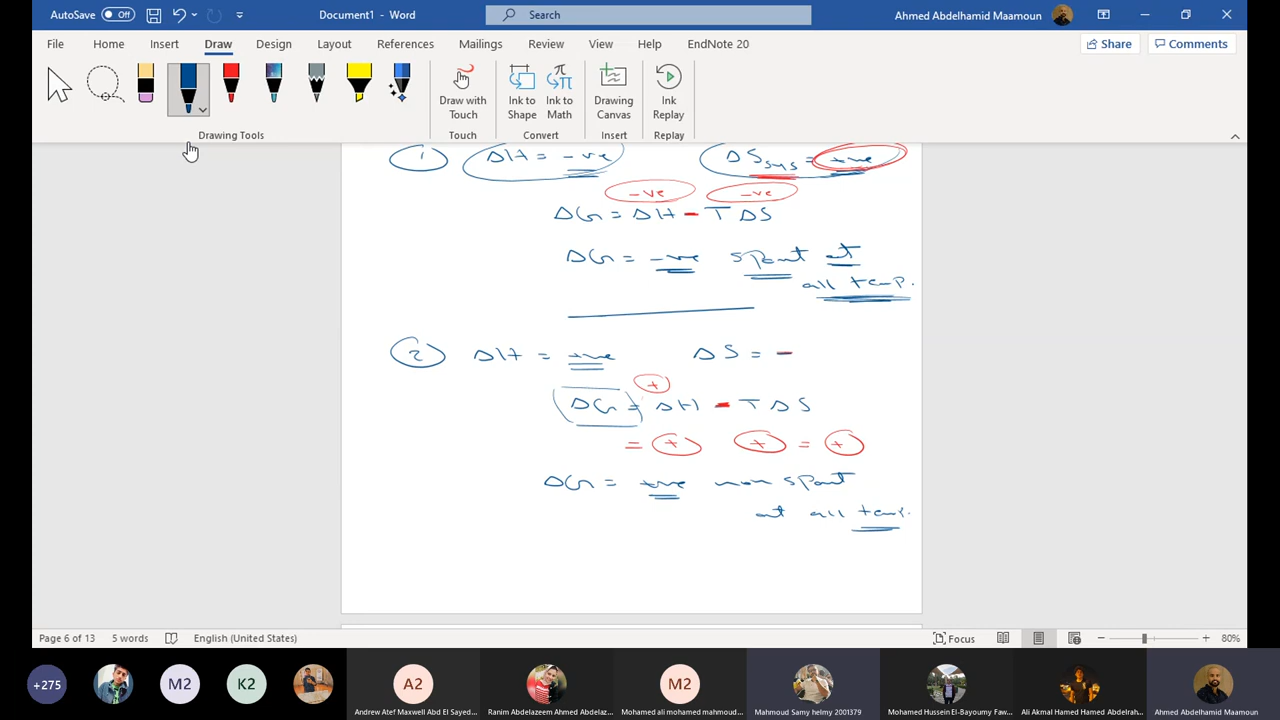 AutoSave Off Document1 - Word Search Ahmed Abdelhamid Maamoun
File Home Insert Draw Design Layout References Mailings Review View Help EndNote 20 Share Comments
Draw with Touch
Ink to Shape
Ink to Math
Drawing Canvas
Ink Replay
Drawing Tools Touch Convert Insert Replay
1 ΔH = -ve ΔS sys = +ve
-ve -ve
ΔG = ΔH - T ΔS
ΔG = -ve spont at
all temp.
2 ΔH = +ve ΔS = -
+
ΔG = ΔH - T ΔS
= + + = +
ΔG = +ve non spont
at all temp.
Page 6 of 13 5 words English (United States) Focus 80%
+275 M2 K2 A2 M2
Andrew Atef Maxwell Abd El Sayed... Ranim Abdelazeem Ahmed Abdelaz... Mohamed ali mohamed mahmoud... Mahmoud Samy helmy 2001379 Mohamed Hussein El-Bayoumy Faw... Ali Akmal Hamed Hamed Abdelrah... Ahmed Abdelhamid Maamoun